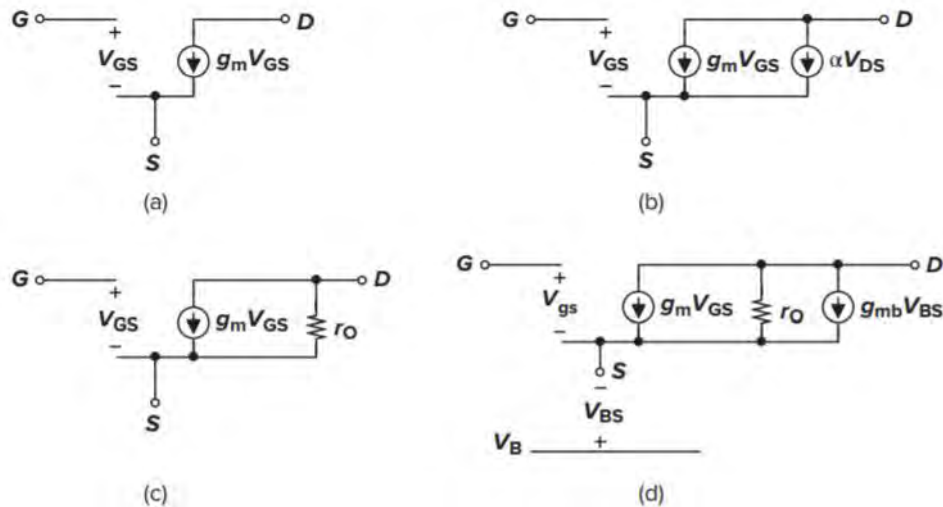 G
+
V_GS
−
g_mV_GS
D
S
(a)
G
+
V_GS
−
g_mV_GS
αV_DS
D
S
(b)
G
+
V_GS
−
g_mV_GS
r_O
D
S
(c)
G
+
V_gs
−
g_mV_GS
r_O
g_mbV_BS
D
S
−
V_BS
+
V_B
(d)